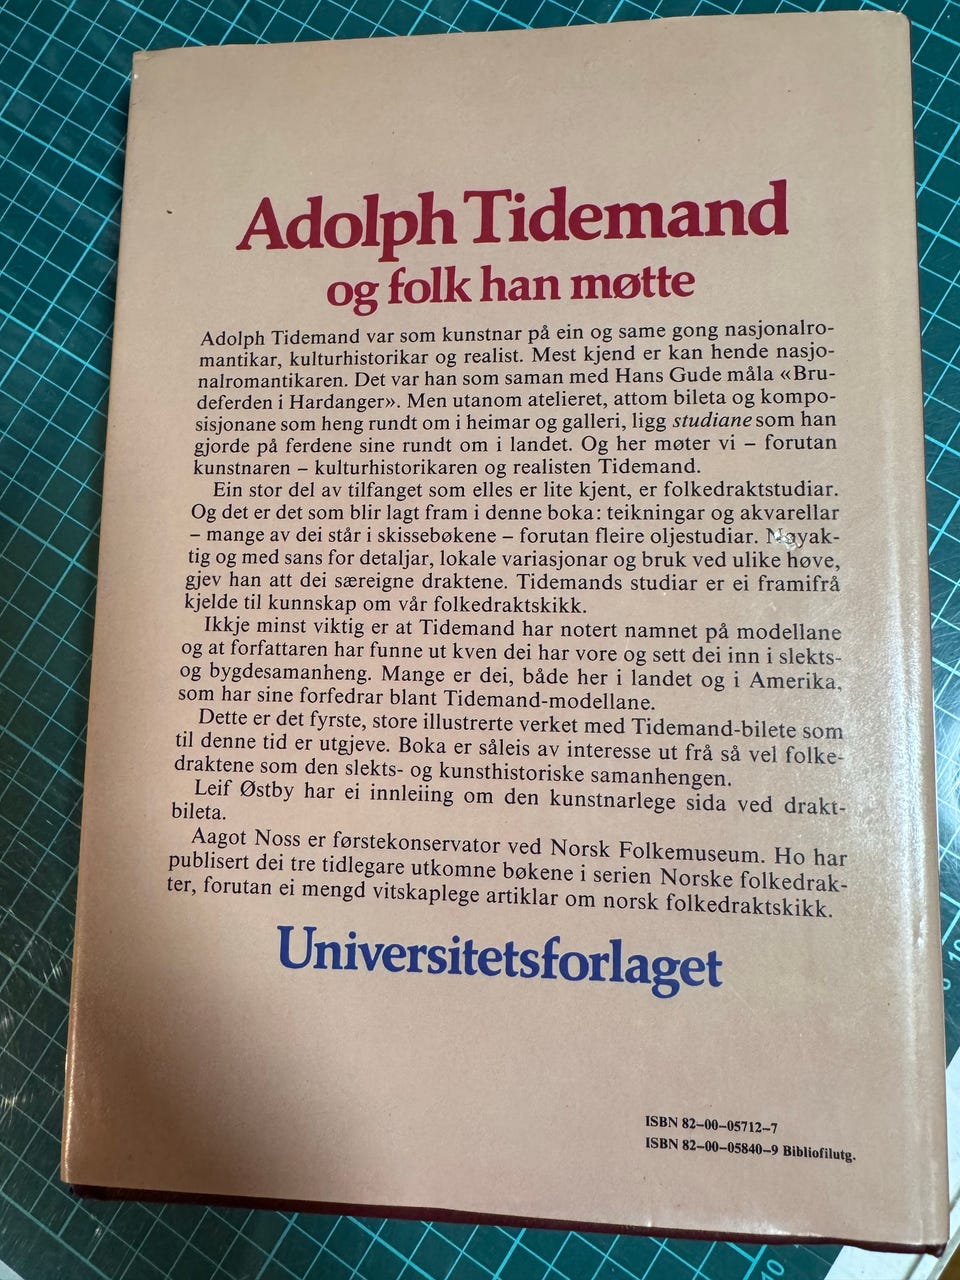 Adolph Tidemand
og folk han møtte
Adolph Tidemand var som kunstnar på ein og same gong nasjonalro-
mantikar, kulturhistorikar og realist. Mest kjend er kan hende nasjo-
nalromantikaren. Det var han som saman med Hans Gude måla «Bru-
deferden i Hardanger». Men utanom atelieret, attom bileta og kompo-
sisjonane som heng rundt om i heimar og galleri, ligg studiane som han
gjorde på ferdene sine rundt om i landet. Og her møter vi – forutan
kunstnaren – kulturhistorikaren og realisten Tidemand.
Ein stor del av tilfanget som elles er lite kjent, er folkedraktstudiar.
Og det er det som blir lagt fram i denne boka: teikningar og akvarellar
– mange av dei står i skissebøkene – forutan fleire oljestudiar. Nøyak-
tig og med sans for detaljar, lokale variasjonar og bruk ved ulike høve,
gjev han att dei særeigne draktene. Tidemands studiar er ei framifrå
kjelde til kunnskap om vår folkedraktskikk.
Ikkje minst viktig er at Tidemand har notert namnet på modellane
og at forfattaren har funne ut kven dei har vore og sett dei inn i slekts-
og bygdesamanheng. Mange er dei, både her i landet og i Amerika,
som har sine forfedrar blant Tidemand-modellane.
Dette er det fyrste, store illustrerte verket med Tidemand-bilete som
til denne tid er utgjeve. Boka er såleis av interesse ut frå så vel folke-
draktene som den slekts- og kunsthistoriske samanhengen.
Leif Østby har ei innleiing om den kunstnarlege sida ved drakt-
bileta.
Aagot Noss er førstekonservator ved Norsk Folkemuseum. Ho har
publisert dei tre tidlegare utkomne bøkene i serien Norske folkedrak-
ter, forutan ei mengd vitskaplege artiklar om norsk folkedraktskikk.
Universitetsforlaget
ISBN 82–00–05712–7
ISBN 82–00–05840–9 Bibliofilutg.
10
0
10